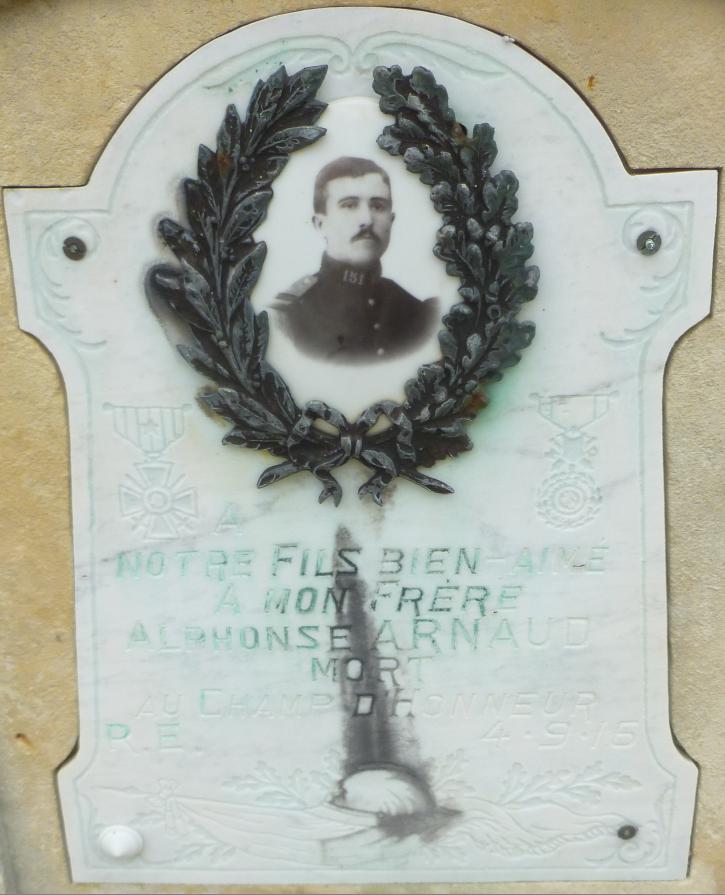 151
A
NOTRE FILS BIEN-AIMÉ
A MON FRÈRE
ALPHONSE ARNAUD
MORT
AU CHAMP D'HONNEUR
R.E. 4·9·15